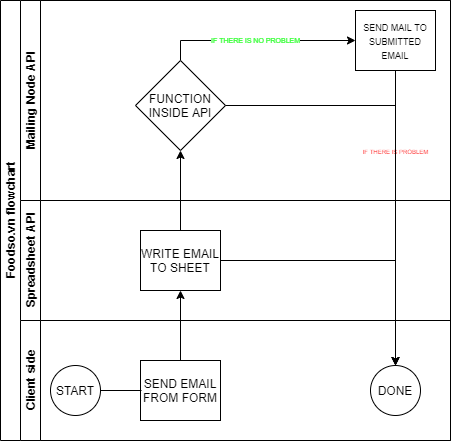 Foodso.vn flowchart
Mailing Node API
IF THERE IS NO PROBLEM
SEND MAIL TO
SUBMITTED
EMAIL
FUNCTION
INSIDE API
IF THERE IS PROBLEM
Spreadsheet API
WRITE EMAIL
TO SHEET
Client side
START
SEND EMAIL
FROM FORM
DONE